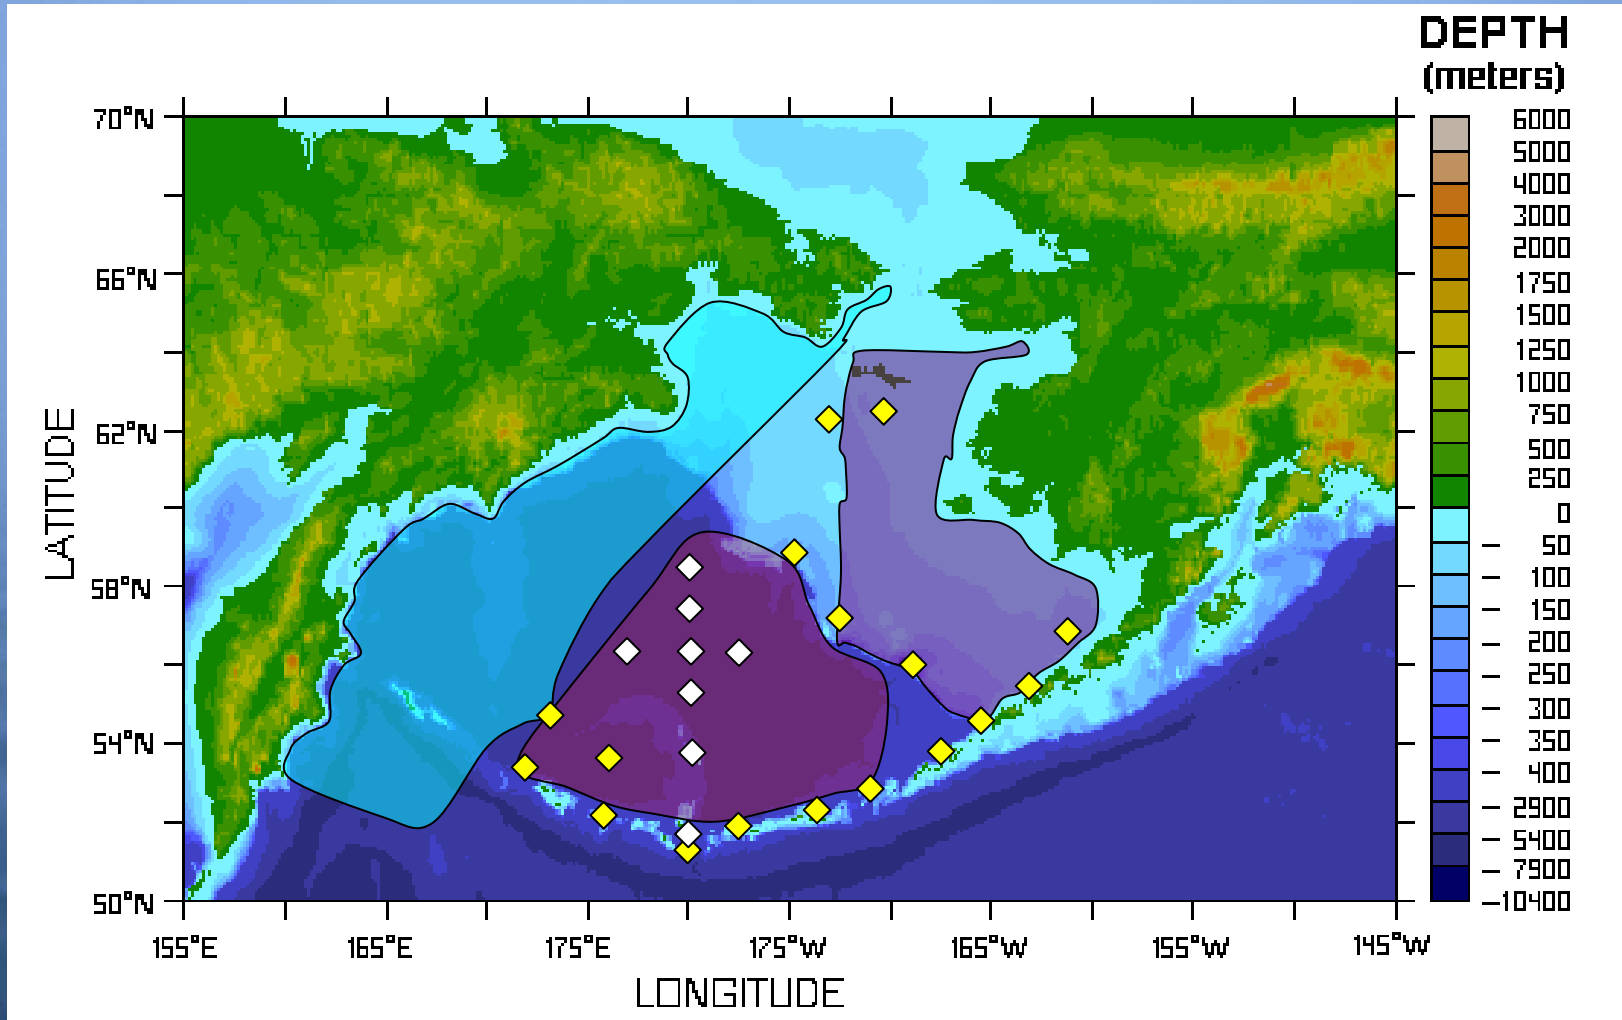 DEPTH
(meters)
70°N
66°N
62°N
58°N
54°N
50°N
LATITUDE
155°E
165°E
175°E
175°W
165°W
155°W
145°W
LONGITUDE
6000
5000
4000
3000
2000
1750
1500
1250
1000
750
500
250
0
– 50
– 100
– 150
– 200
– 250
– 300
– 350
– 400
– 2900
– 5400
– 7900
–10400